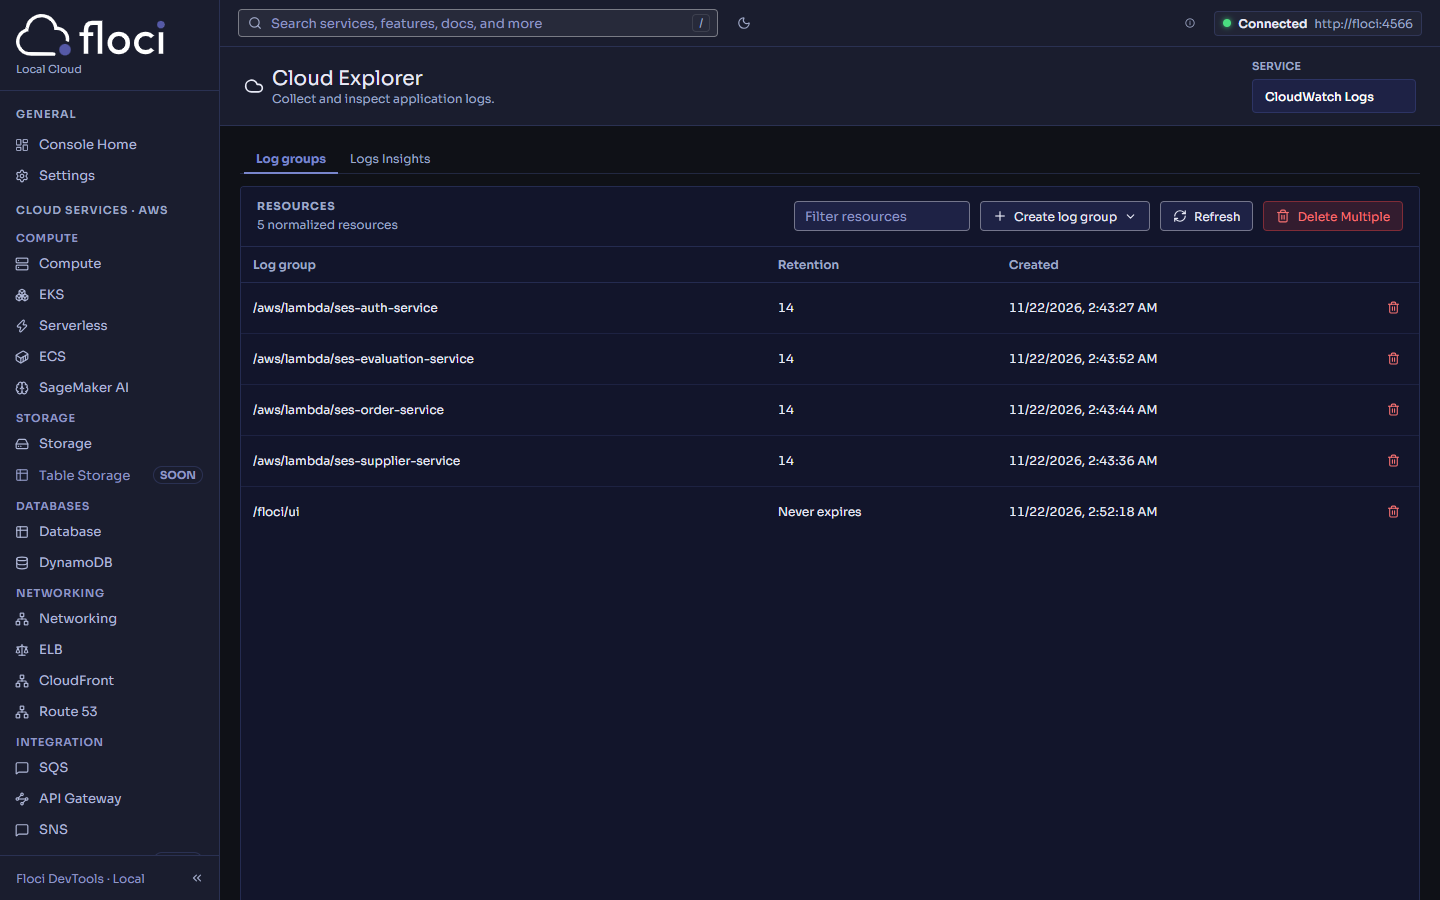 floci
Local Cloud
GENERAL
Console Home
Settings
CLOUD SERVICES · AWS
COMPUTE
Compute
EKS
Serverless
ECS
SageMaker AI
STORAGE
Storage
Table Storage SOON
DATABASES
Database
DynamoDB
NETWORKING
Networking
ELB
CloudFront
Route 53
INTEGRATION
SQS
API Gateway
SNS
Floci DevTools · Local
Search services, features, docs, and more /
Connected http://floci:4566
Cloud Explorer
Collect and inspect application logs.
SERVICE
CloudWatch Logs
Log groups Logs Insights
RESOURCES
5 normalized resources
Filter resources Create log group Refresh Delete Multiple
Log group Retention Created
/aws/lambda/ses-auth-service 14 11/22/2026, 2:43:27 AM
/aws/lambda/ses-evaluation-service 14 11/22/2026, 2:43:52 AM
/aws/lambda/ses-order-service 14 11/22/2026, 2:43:44 AM
/aws/lambda/ses-supplier-service 14 11/22/2026, 2:43:36 AM
/floci/ui Never expires 11/22/2026, 2:52:18 AM